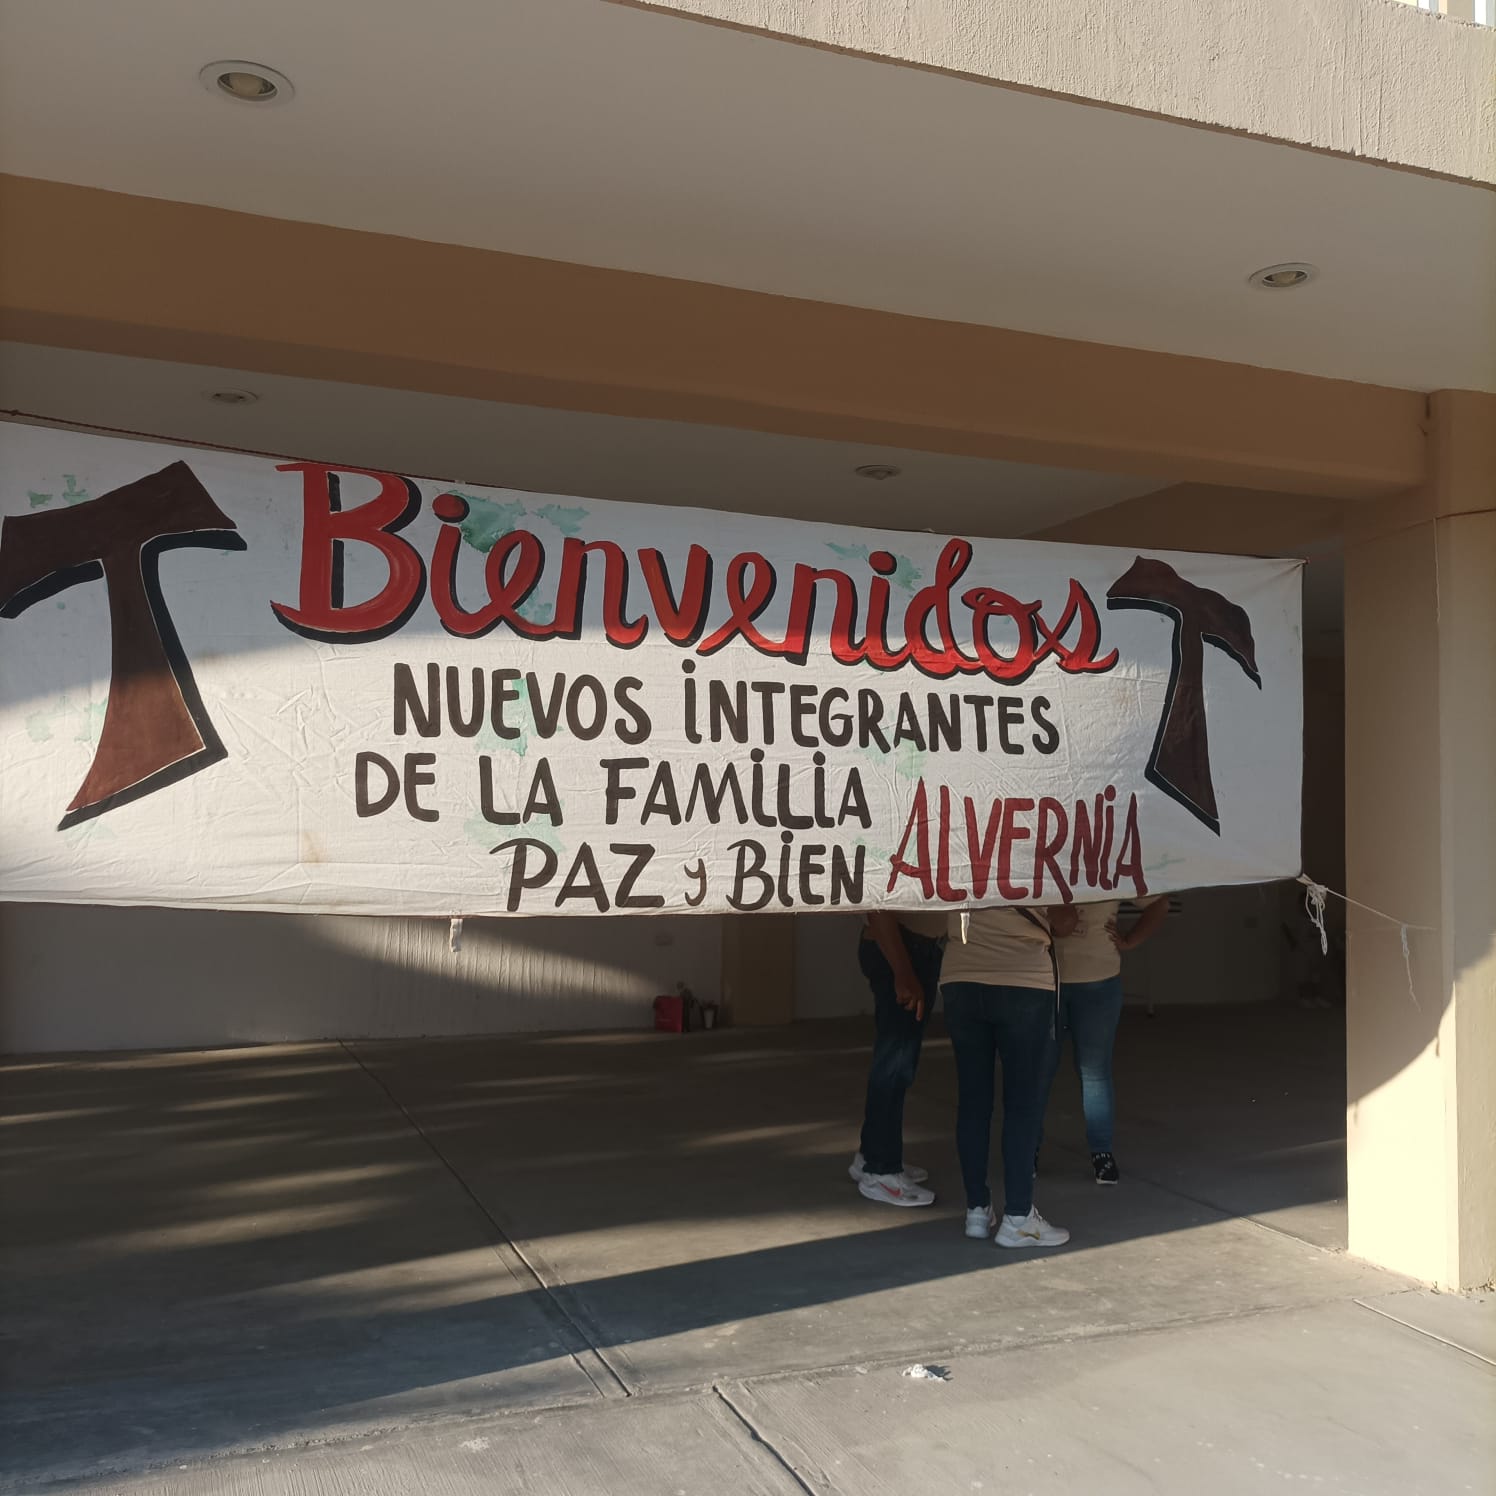 Bienvenidos
NUEVOS INTEGRANTES
DE LA FAMILIA
PAZ y BIEN ALVERNIA